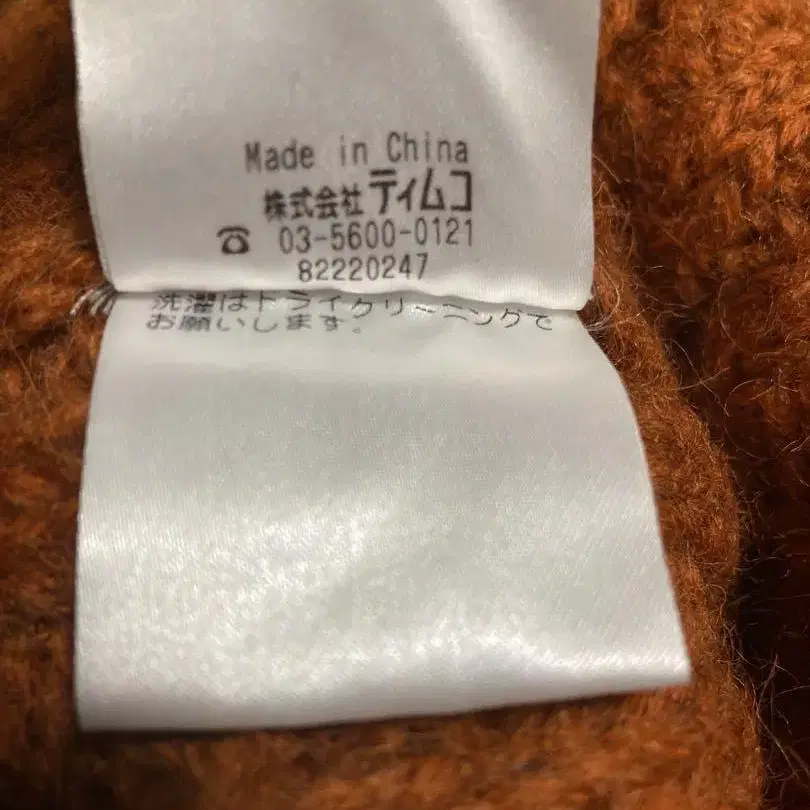 Made in China
株式会社 ティムコ
☎ 03-5600-0121
82220247
洗濯はドライクリーニングで
お願いします。